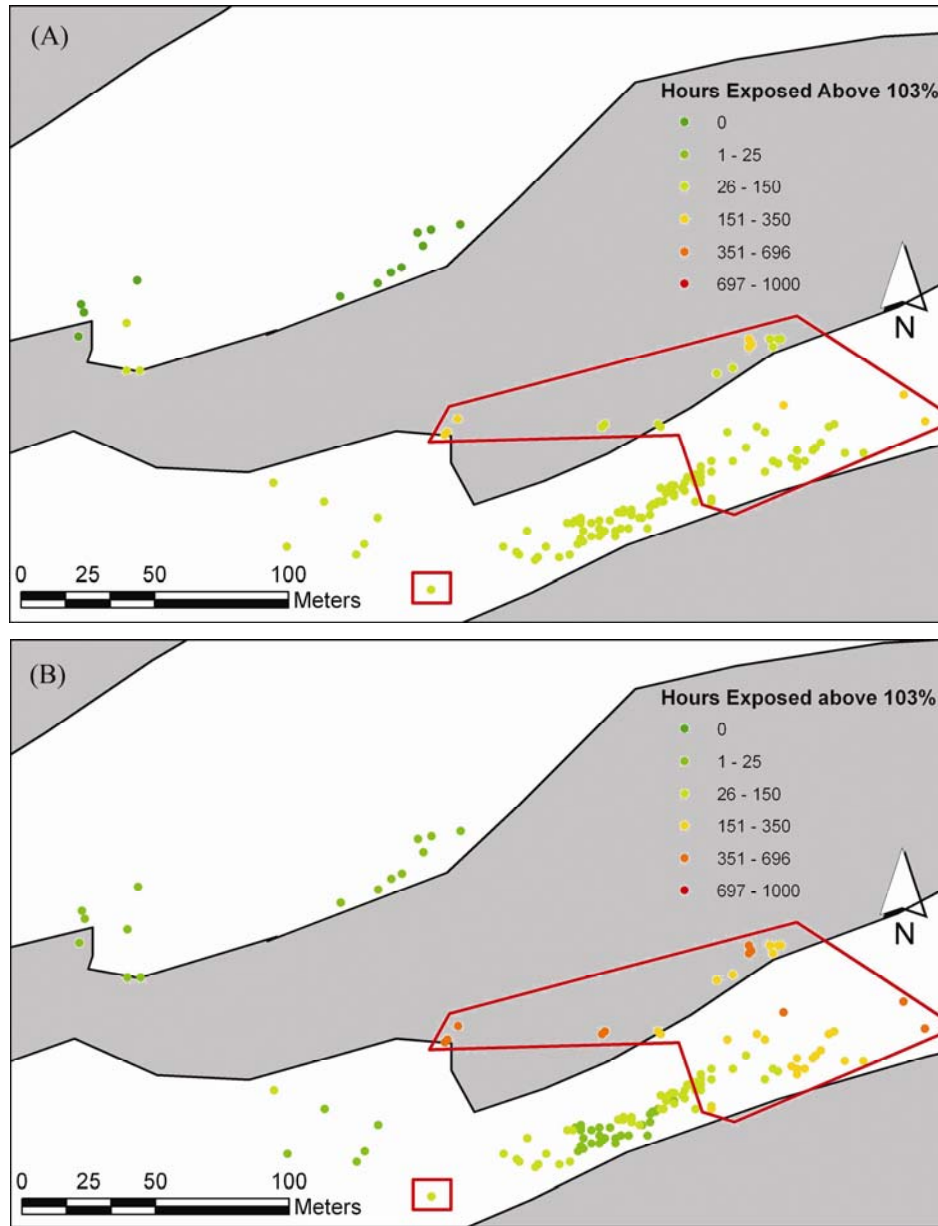 (A)
Hours Exposed Above 103%
0
1 - 25
26 - 150
151 - 350
351 - 696
697 - 1000
N
0 25 50 100
Meters
(B)
Hours Exposed above 103%
0
1 - 25
26 - 150
151 - 350
351 - 696
697 - 1000
N
0 25 50 100
Meters